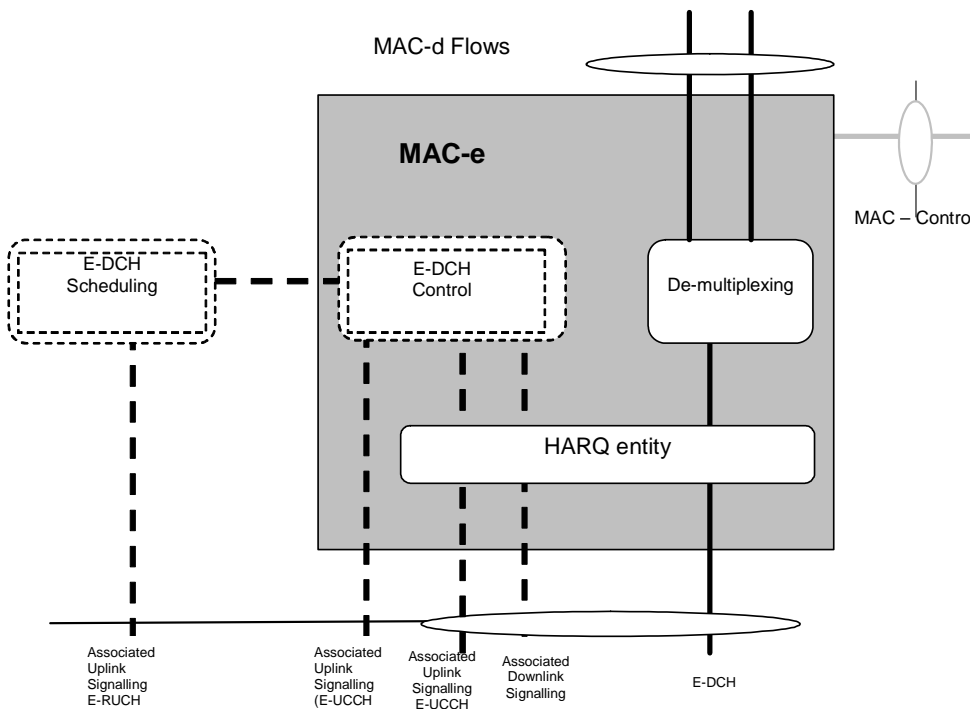 MAC-d Flows
MAC-e
MAC – Control
E-DCH
Scheduling
E-DCH
Control
De-multiplexing
HARQ entity
Associated
Uplink
Signalling
E-RUCH
Associated
Uplink
Signalling
(E-UCCH
Associated
Uplink
Signalling
E-UCCH
Associated
Downlink
Signalling
E-DCH